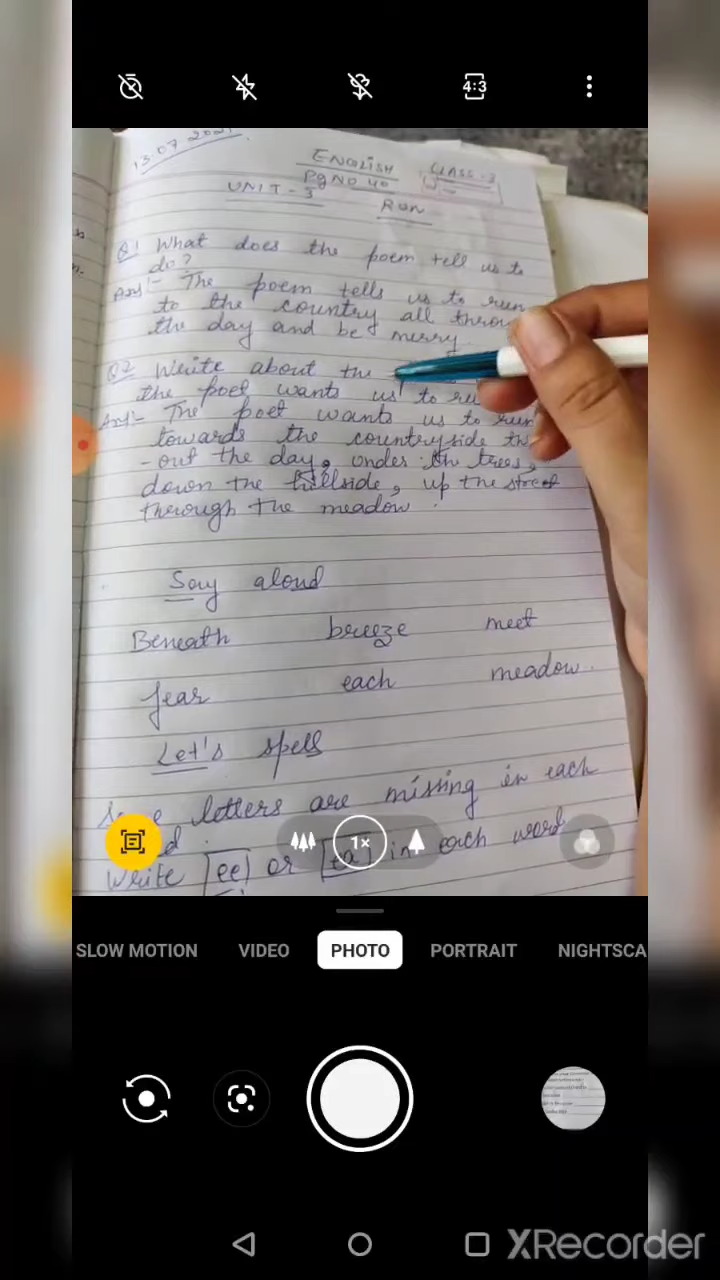 4:3
13.07.2021
ENGLISH CLASS-3
Pg NO 40
UNIT-3
RUN
Q1 What does the poem tell us to
do?
Ans:- The poem tells us to run
to the country all
the day and be merry.
Q2 Write about the
the poet wants us to
Ans:- The poet wants us to run
towards the countryside
-out the day, under the trees,
down the hillside, up the street
through the meadow.
Say aloud
Beneath breeze meet
fear each meadow.
Let's spell
letters are missing in each
Write ee or ea in each word
1×
SLOW MOTION VIDEO PHOTO PORTRAIT NIGHTSCA
XRecorder